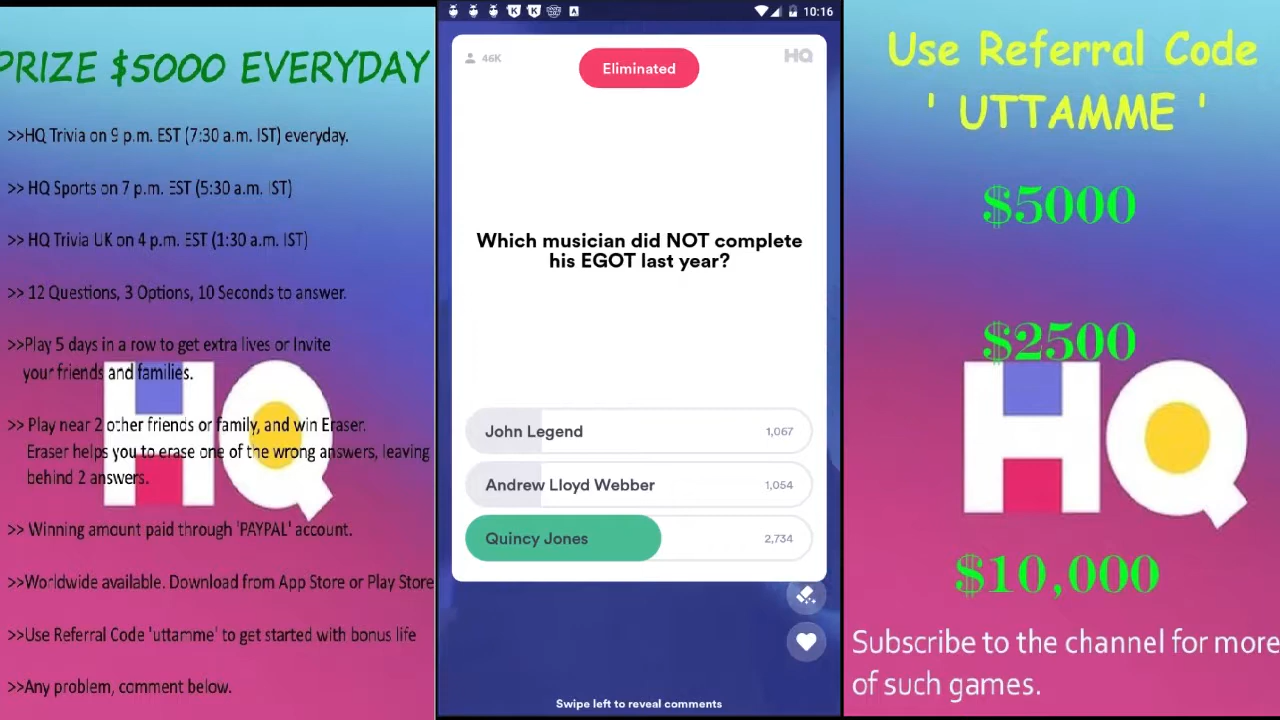 PRIZE $5000 EVERYDAY
>>HQ Trivia on 9 p.m. EST (7:30 a.m. IST) everyday.
>> HQ Sports on 7 p.m. EST (5:30 a.m. IST)
>> HQ Trivia UK on 4 p.m. EST (1:30 a.m. IST)
>> 12 Questions, 3 Options, 10 Seconds to answer.
>>Play 5 days in a row to get extra lives or Invite
your friends and families.
>> Play near 2 other friends or family, and win Eraser.
Eraser helps you to erase one of the wrong answers, leaving
behind 2 answers.
>> Winning amount paid through 'PAYPAL' account.
>>Worldwide available. Download from App Store or Play Store
>>Use Referral Code 'uttamme' to get started with bonus life
>>Any problem, comment below.
HQ
10:16
46K
Eliminated
HQ
Which musician did NOT complete
his EGOT last year?
John Legend 1,067
Andrew Lloyd Webber 1,054
Quincy Jones 2,734
Swipe left to reveal comments
Use Referral Code
' UTTAMME '
$5000
$2500
HQ
$10,000
Subscribe to the channel for more
of such games.